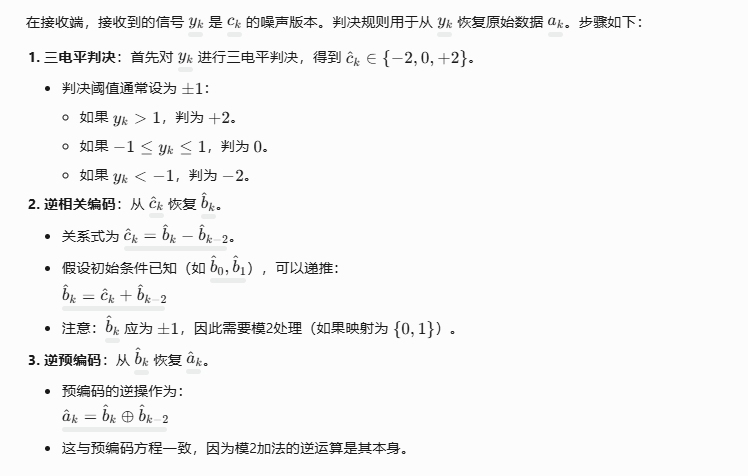 在接收端，接收到的信号 $y_k$ 是 $c_k$ 的噪声版本。判决规则用于从 $y_k$ 恢复原始数据 $a_k$。步骤如下：
1. 三电平判决：首先对 $y_k$ 进行三电平判决，得到 $\hat{c}_k \in \{-2, 0, +2\}$。
• 判决阈值通常设为 $\pm 1$：
○ 如果 $y_k > 1$，判为 $+2$。
○ 如果 $-1 \leq y_k \leq 1$，判为 $0$。
○ 如果 $y_k < -1$，判为 $-2$。
2. 逆相关编码：从 $\hat{c}_k$ 恢复 $\hat{b}_k$。
• 关系式为 $\hat{c}_k = \hat{b}_k - \hat{b}_{k-2}$。
• 假设初始条件已知（如 $\hat{b}_0, \hat{b}_1$），可以递推：
$\hat{b}_k = \hat{c}_k + \hat{b}_{k-2}$
• 注意：$\hat{b}_k$ 应为 $\pm 1$，因此需要模2处理（如果映射为 $\{0, 1\}$）。
3. 逆预编码：从 $\hat{b}_k$ 恢复 $\hat{a}_k$。
• 预编码的逆操作为：
$\hat{a}_k = \hat{b}_k \oplus \hat{b}_{k-2}$
• 这与预编码方程一致，因为模2加法的逆运算是其本身。